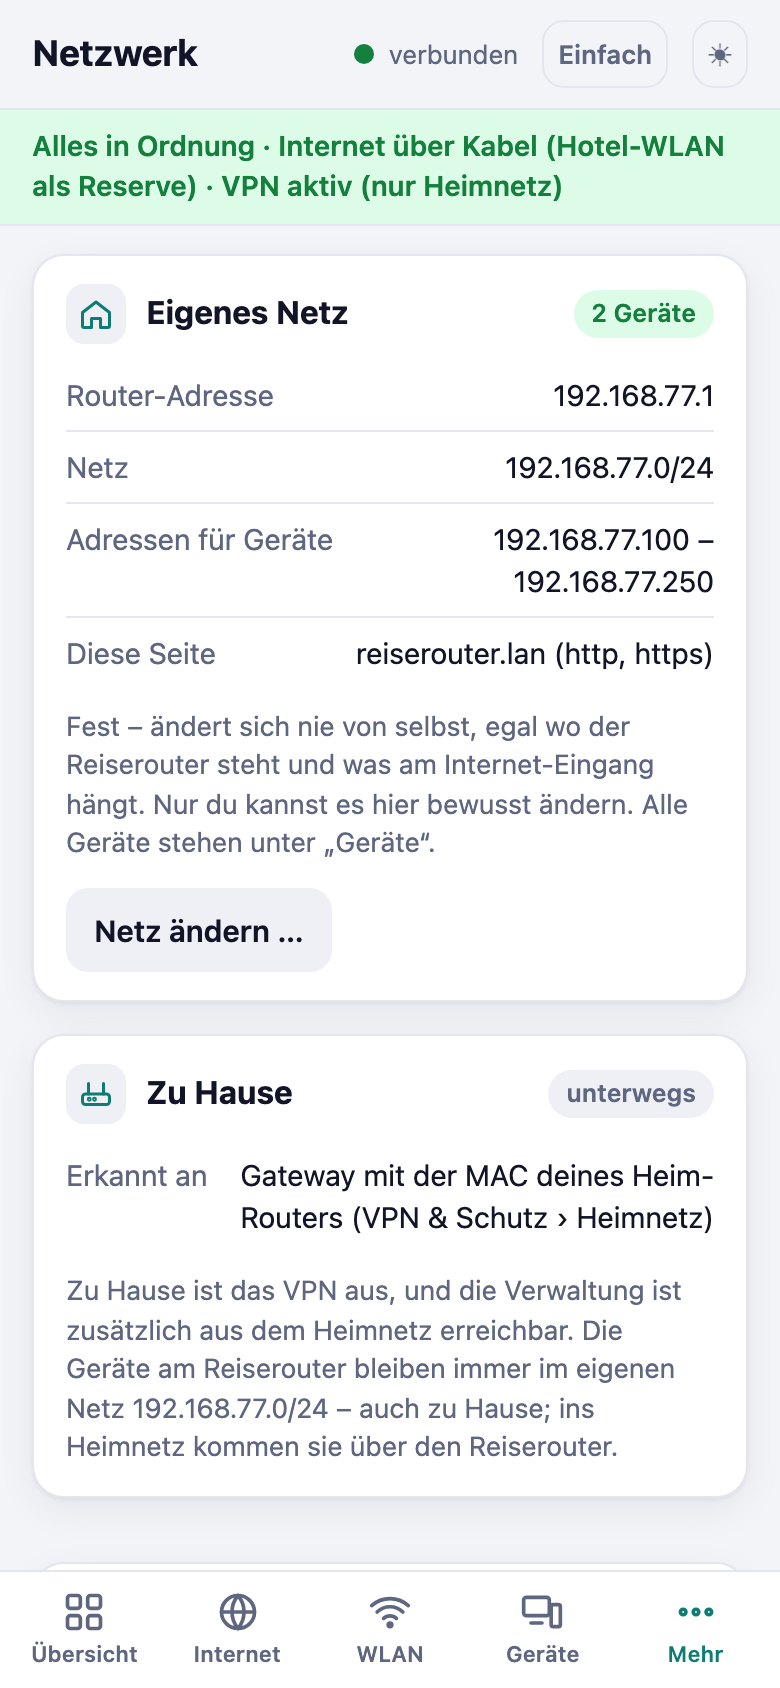 Netzwerk
verbunden
Einfach
Alles in Ordnung · Internet über Kabel (Hotel-WLAN
als Reserve) · VPN aktiv (nur Heimnetz)
Eigenes Netz
2 Geräte
Router-Adresse
192.168.77.1
Netz
192.168.77.0/24
Adressen für Geräte
192.168.77.100 –
192.168.77.250
Diese Seite
reiserouter.lan (http, https)
Fest – ändert sich nie von selbst, egal wo der
Reiserouter steht und was am Internet-Eingang
hängt. Nur du kannst es hier bewusst ändern. Alle
Geräte stehen unter „Geräte“.
Netz ändern ...
Zu Hause
unterwegs
Erkannt an
Gateway mit der MAC deines Heim-
Routers (VPN & Schutz › Heimnetz)
Zu Hause ist das VPN aus, und die Verwaltung ist
zusätzlich aus dem Heimnetz erreichbar. Die
Geräte am Reiserouter bleiben immer im eigenen
Netz 192.168.77.0/24 – auch zu Hause; ins
Heimnetz kommen sie über den Reiserouter.
Übersicht
Internet
WLAN
Geräte
Mehr